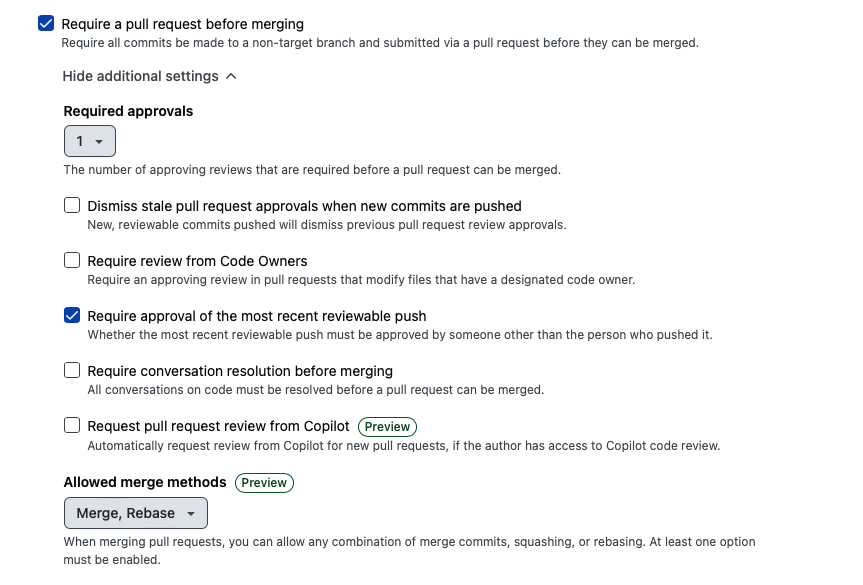 Require a pull request before merging
Require all commits be made to a non-target branch and submitted via a pull request before they can be merged.
Hide additional settings
Required approvals
1
The number of approving reviews that are required before a pull request can be merged.
Dismiss stale pull request approvals when new commits are pushed
New, reviewable commits pushed will dismiss previous pull request review approvals.
Require review from Code Owners
Require an approving review in pull requests that modify files that have a designated code owner.
Require approval of the most recent reviewable push
Whether the most recent reviewable push must be approved by someone other than the person who pushed it.
Require conversation resolution before merging
All conversations on code must be resolved before a pull request can be merged.
Request pull request review from Copilot Preview
Automatically request review from Copilot for new pull requests, if the author has access to Copilot code review.
Allowed merge methods Preview
Merge, Rebase
When merging pull requests, you can allow any combination of merge commits, squashing, or rebasing. At least one option
must be enabled.